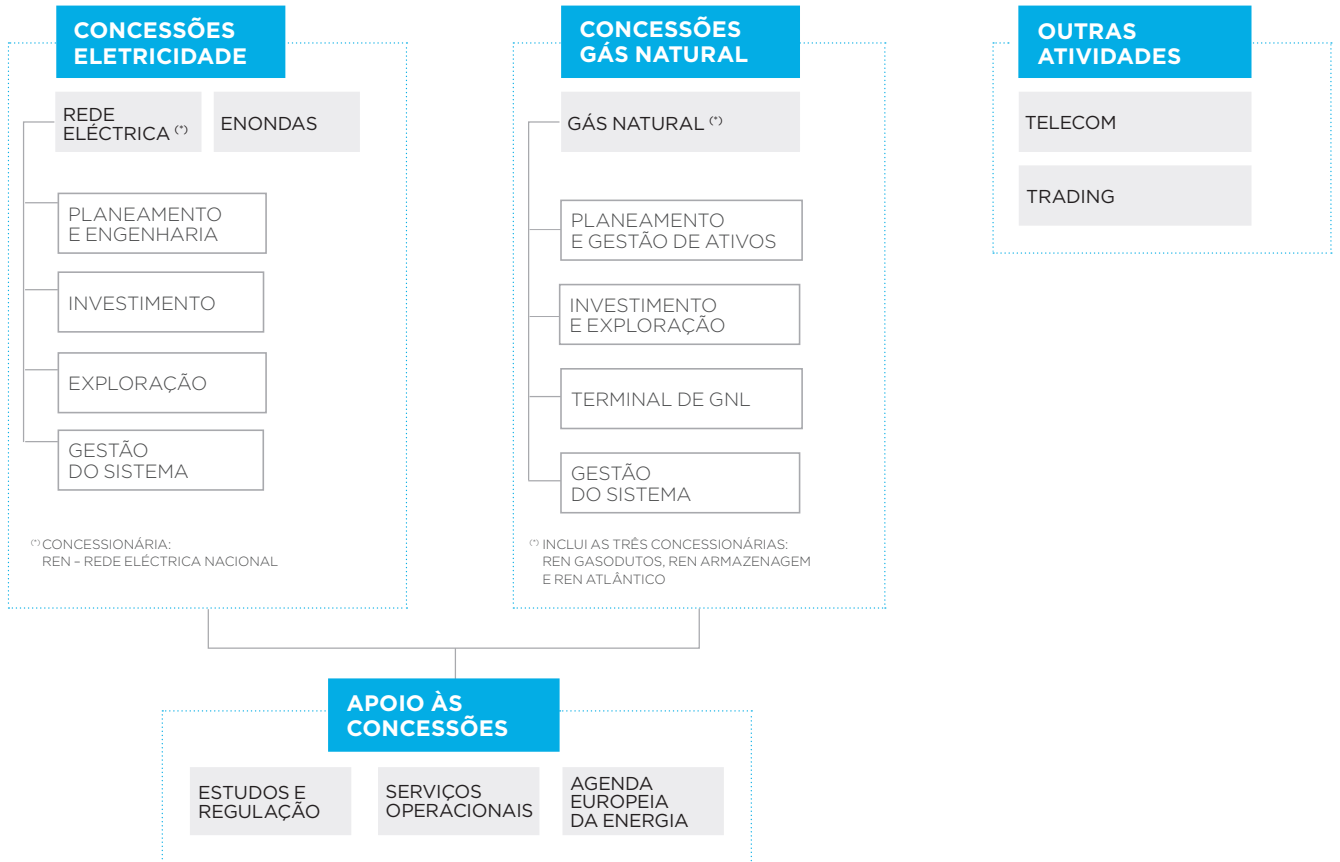 CONCESSÕES
ELETRICIDADE
REDE
ELÉCTRICA (*)
ENONDAS
PLANEAMENTO
E ENGENHARIA
INVESTIMENTO
EXPLORAÇÃO
GESTÃO
DO SISTEMA
(*) CONCESSIONÁRIA:
REN – REDE ELÉCTRICA NACIONAL
CONCESSÕES
GÁS NATURAL
GÁS NATURAL (*)
PLANEAMENTO
E GESTÃO DE ATIVOS
INVESTIMENTO
E EXPLORAÇÃO
TERMINAL DE GNL
GESTÃO
DO SISTEMA
(*) INCLUI AS TRÊS CONCESSIONÁRIAS:
REN GASODUTOS, REN ARMAZENAGEM
E REN ATLÂNTICO
OUTRAS
ATIVIDADES
TELECOM
TRADING
APOIO ÀS
CONCESSÕES
ESTUDOS E
REGULAÇÃO
SERVIÇOS
OPERACIONAIS
AGENDA
EUROPEIA
DA ENERGIA